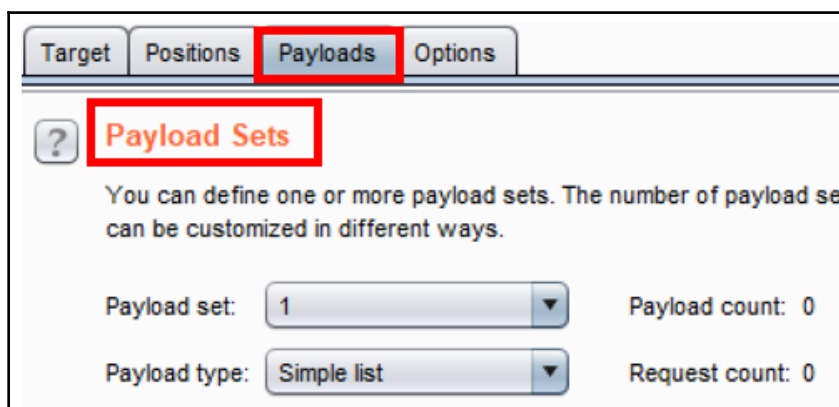 Target Positions Payloads Options
? Payload Sets
You can define one or more payload sets. The number of payload se
can be customized in different ways.
Payload set: 1 Payload count: 0
Payload type: Simple list Request count: 0